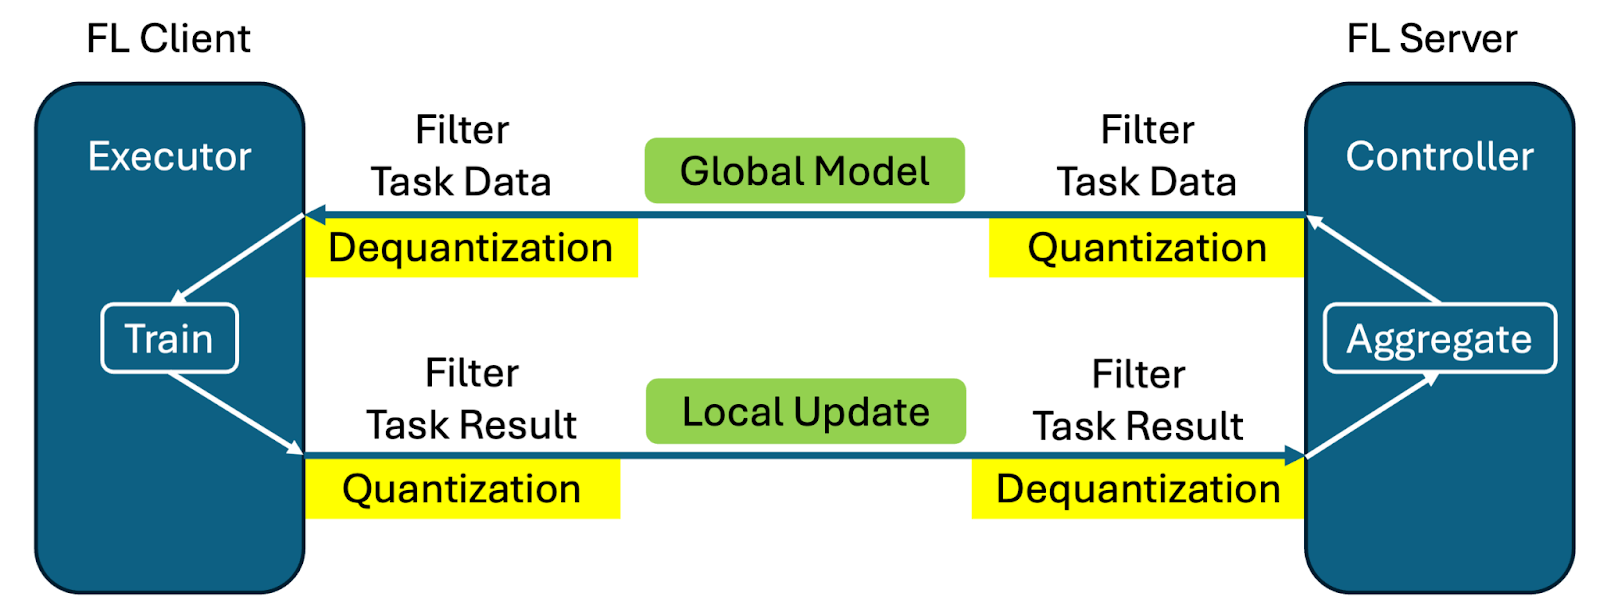 FL Client
FL Server
Executor
Filter
Task Data
Global Model
Filter
Task Data
Controller
Dequantization
Quantization
Train
Aggregate
Filter
Task Result
Local Update
Filter
Task Result
Quantization
Dequantization